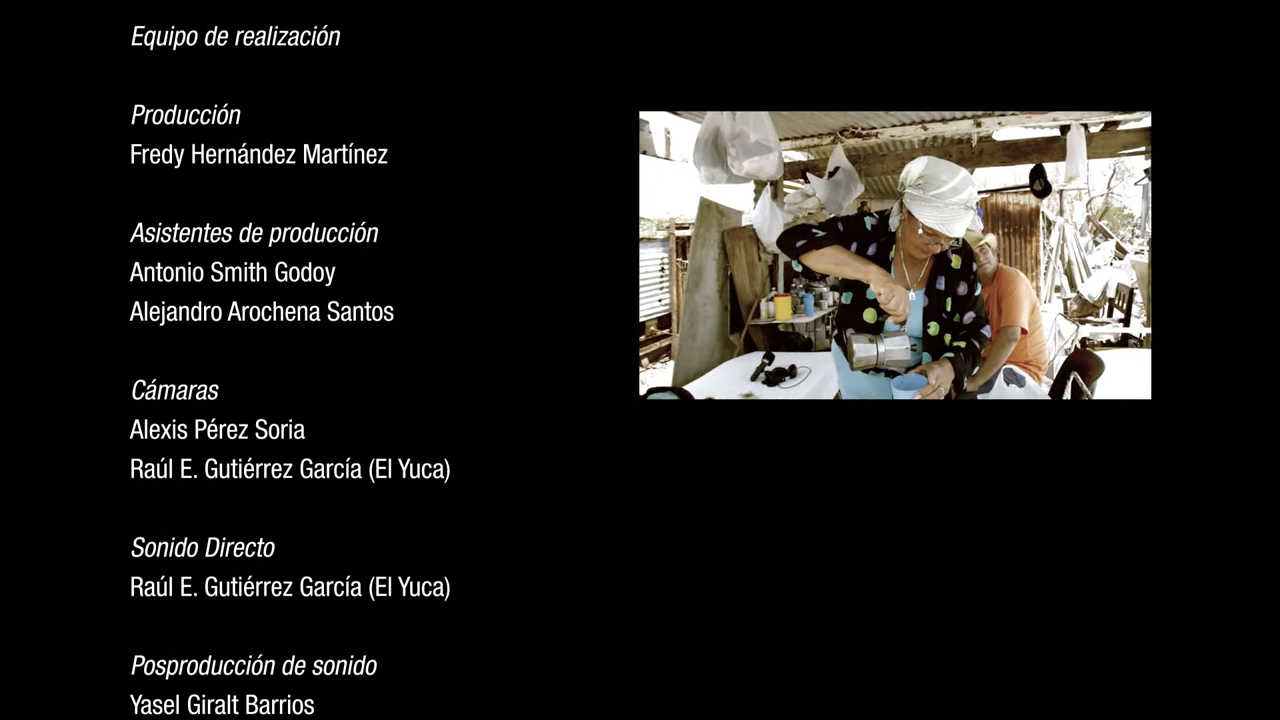 Equipo de realización
Producción
Fredy Hernández Martínez
Asistentes de producción
Antonio Smith Godoy
Alejandro Arochena Santos
Cámaras
Alexis Pérez Soria
Raúl E. Gutiérrez García (El Yuca)
Sonido Directo
Raúl E. Gutiérrez García (El Yuca)
Posproducción de sonido
Yasel Giralt Barrios